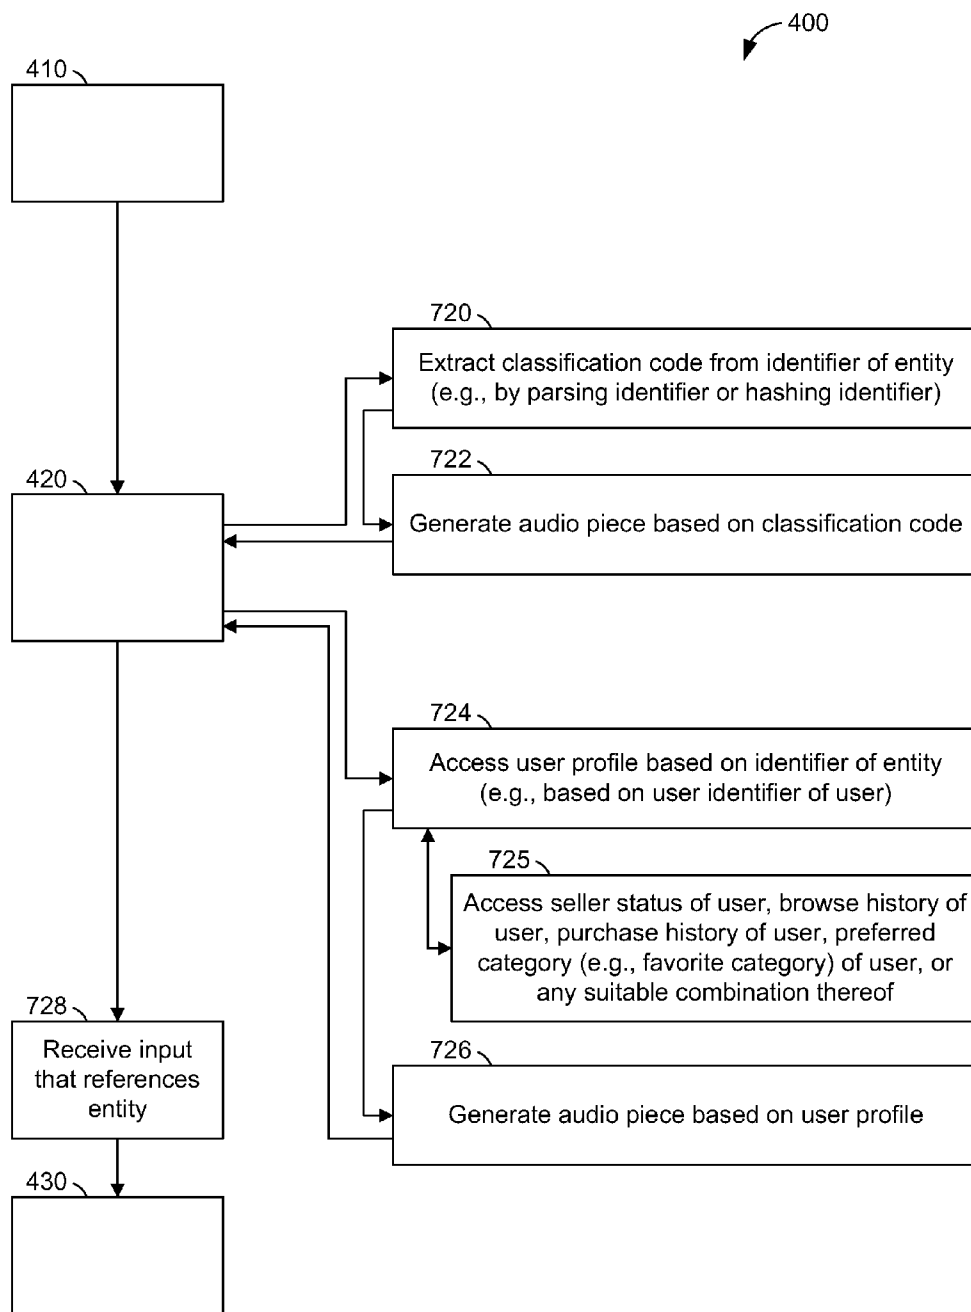 400
410
720
Extract classification code from identifier of entity
(e.g., by parsing identifier or hashing identifier)
722
Generate audio piece based on classification code
420
724
Access user profile based on identifier of entity
(e.g., based on user identifier of user)
725
Access seller status of user, browse history of
user, purchase history of user, preferred
category (e.g., favorite category) of user, or
any suitable combination thereof
726
Generate audio piece based on user profile
728
Receive input
that references
entity
430